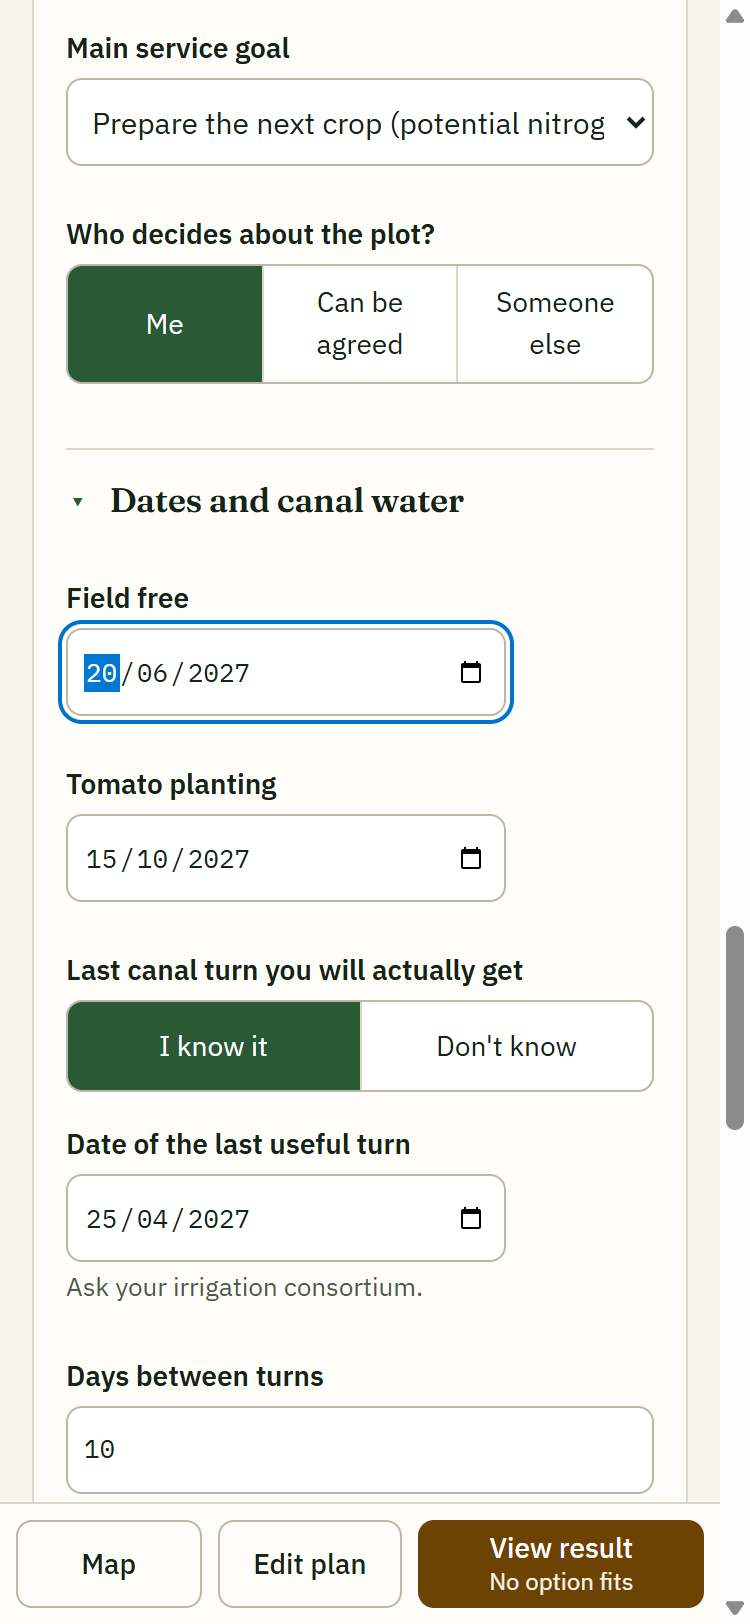 Main service goal
Prepare the next crop (potential nitrog
Who decides about the plot?
Me
Can be
agreed
Someone
else
Dates and canal water
Field free
20/06/2027
Tomato planting
15/10/2027
Last canal turn you will actually get
I know it
Don't know
Date of the last useful turn
25/04/2027
Ask your irrigation consortium.
Days between turns
10
Map
Edit plan
View result
No option fits